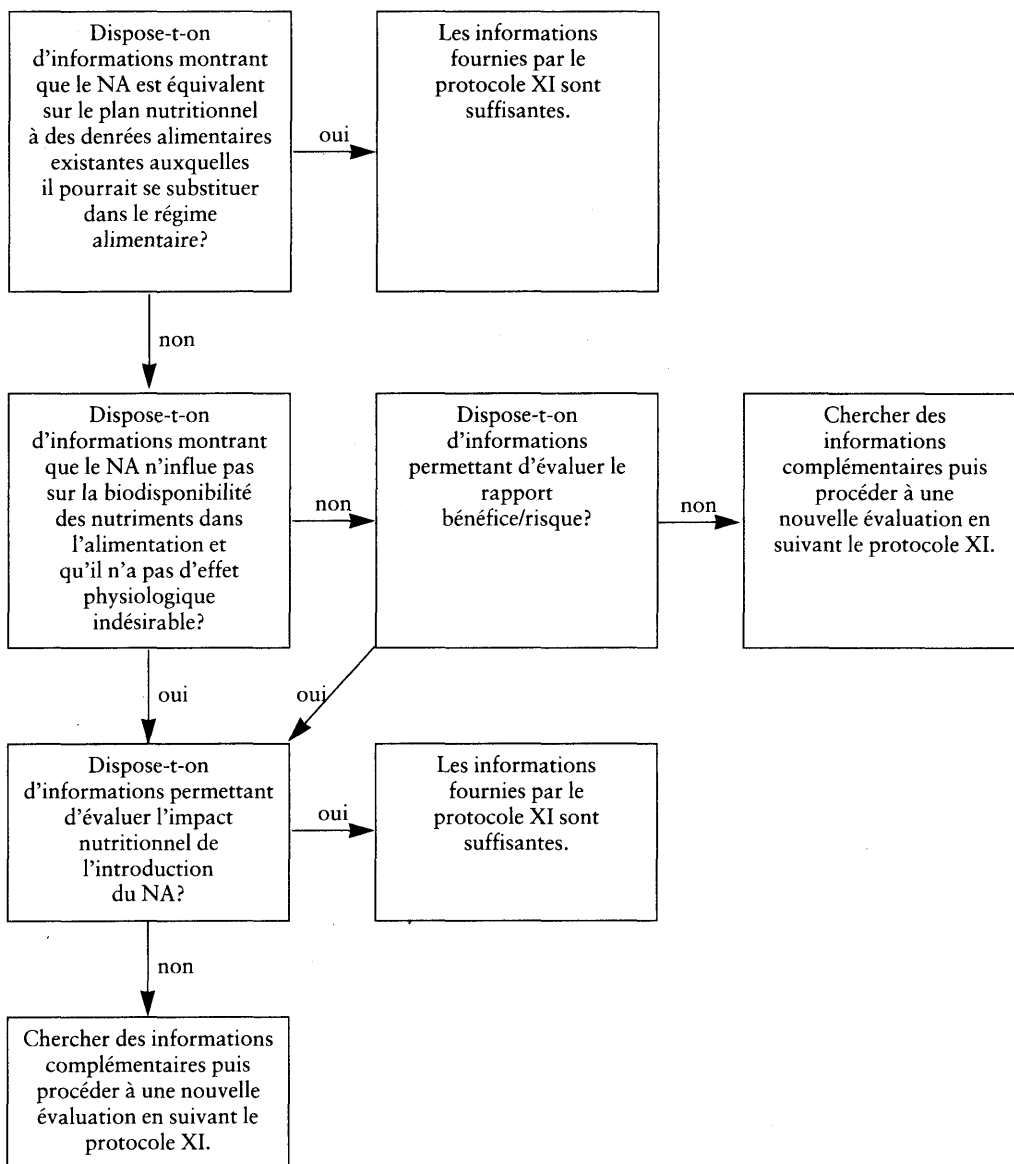 Dispose-t-on
d'informations montrant
que le NA est équivalent
sur le plan nutritionnel
à des denrées alimentaires
existantes auxquelles
il pourrait se substituer
dans le régime
alimentaire?
oui
Les informations
fournies par le
protocole XI sont
suffisantes.
non
Dispose-t-on
d'informations montrant
que le NA n'influe pas
sur la biodisponibilité
des nutriments dans
l'alimentation et
qu'il n'a pas d'effet
physiologique
indésirable?
non
Dispose-t-on
d'informations
permettant d'évaluer le
rapport
bénéfice/risque?
non
Chercher des
informations
complémentaires puis
procéder à une
nouvelle évaluation en
suivant le protocole XI.
oui
oui
Dispose-t-on
d'informations permettant
d'évaluer l'impact
nutritionnel de
l'introduction
du NA?
oui
Les informations
fournies par le
protocole XI sont
suffisantes.
non
Chercher des informations
complémentaires puis
procéder à une nouvelle
évaluation en suivant le
protocole XI.